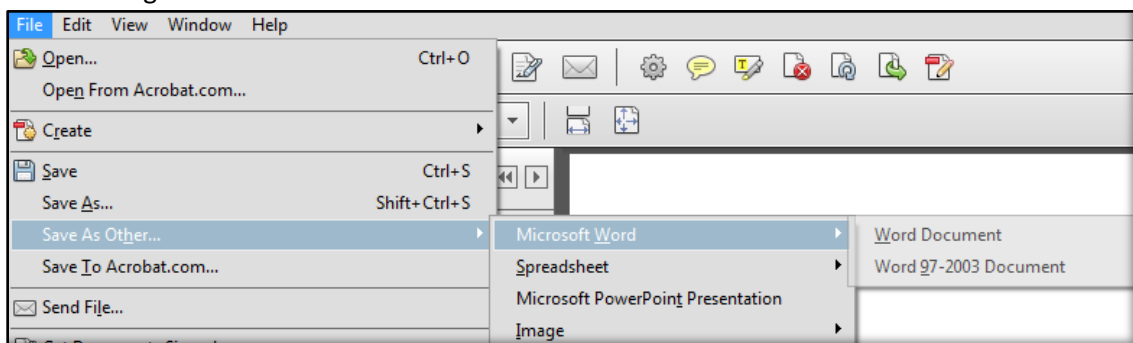 File Edit View Window Help
Open... Ctrl+O
Open From Acrobat.com...
Create
Save Ctrl+S
Save As... Shift+Ctrl+S
Save As Other...
Save To Acrobat.com...
Send File...
Microsoft Word
Spreadsheet
Microsoft PowerPoint Presentation
Image
Word Document
Word 97-2003 Document